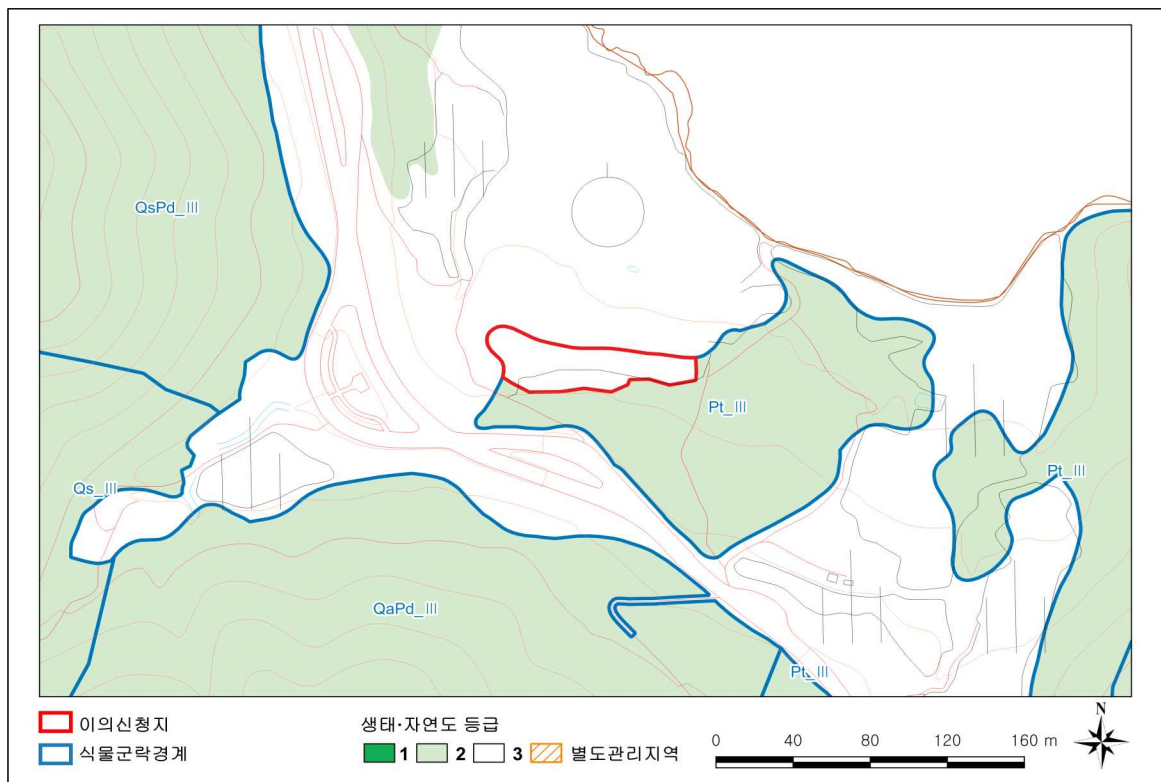 QsPd_Ⅲ
Pt_Ⅲ
Pt_Ⅲ
Qs_Ⅲ
QaPd_Ⅲ
Pt_Ⅲ
이의신청지
식물군락경계
생태·자연도 등급
1 2 3 별도관리지역
0 40 80 120 160 m
N